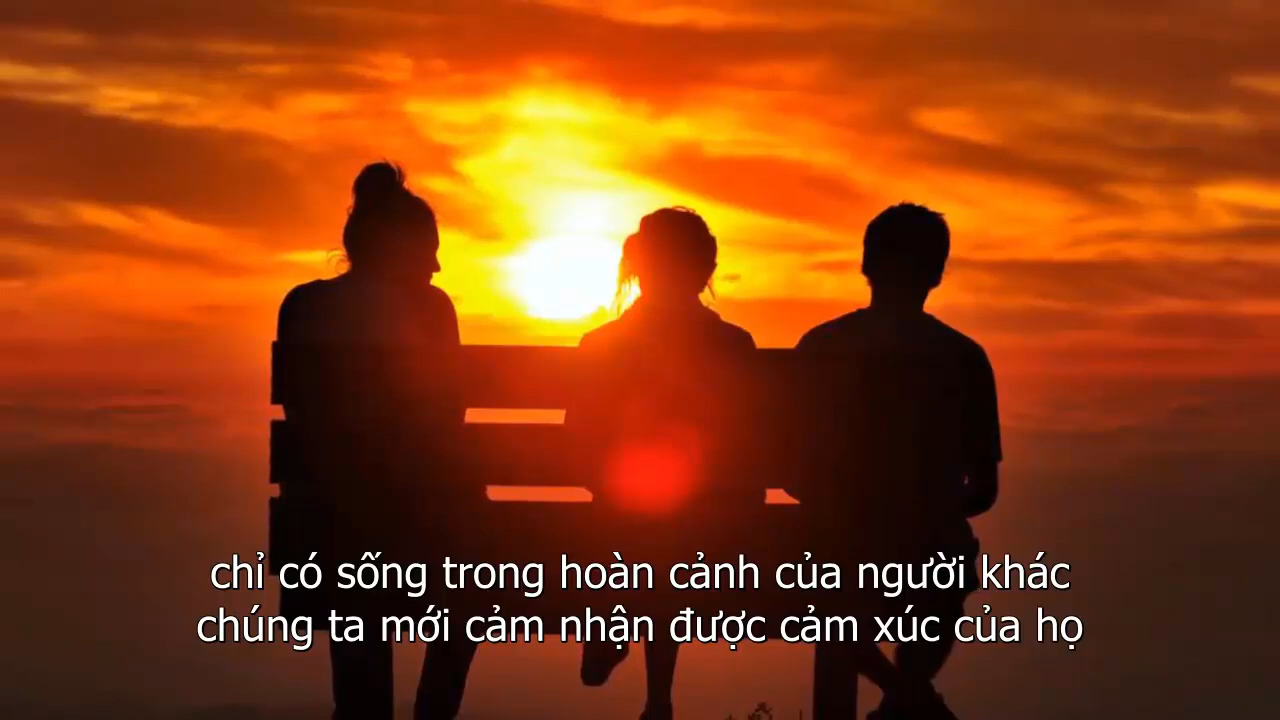 chỉ có sống trong hoàn cảnh của người khác
chúng ta mới cảm nhận được cảm xúc của họ